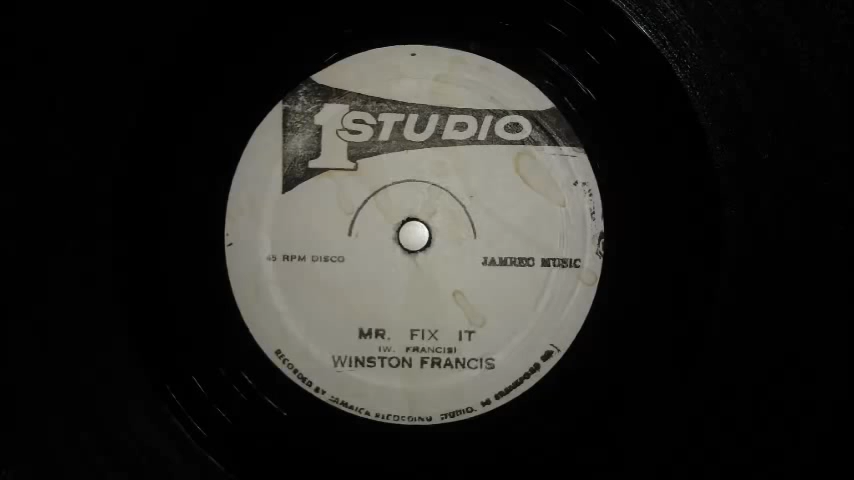 1 STUDIO
45 RPM DISCO
JAMREC MUSIC
MR. FIX IT
(W. FRANCIS)
WINSTON FRANCIS
RECORDED BY JAMAICA RECORDING STUDIO,